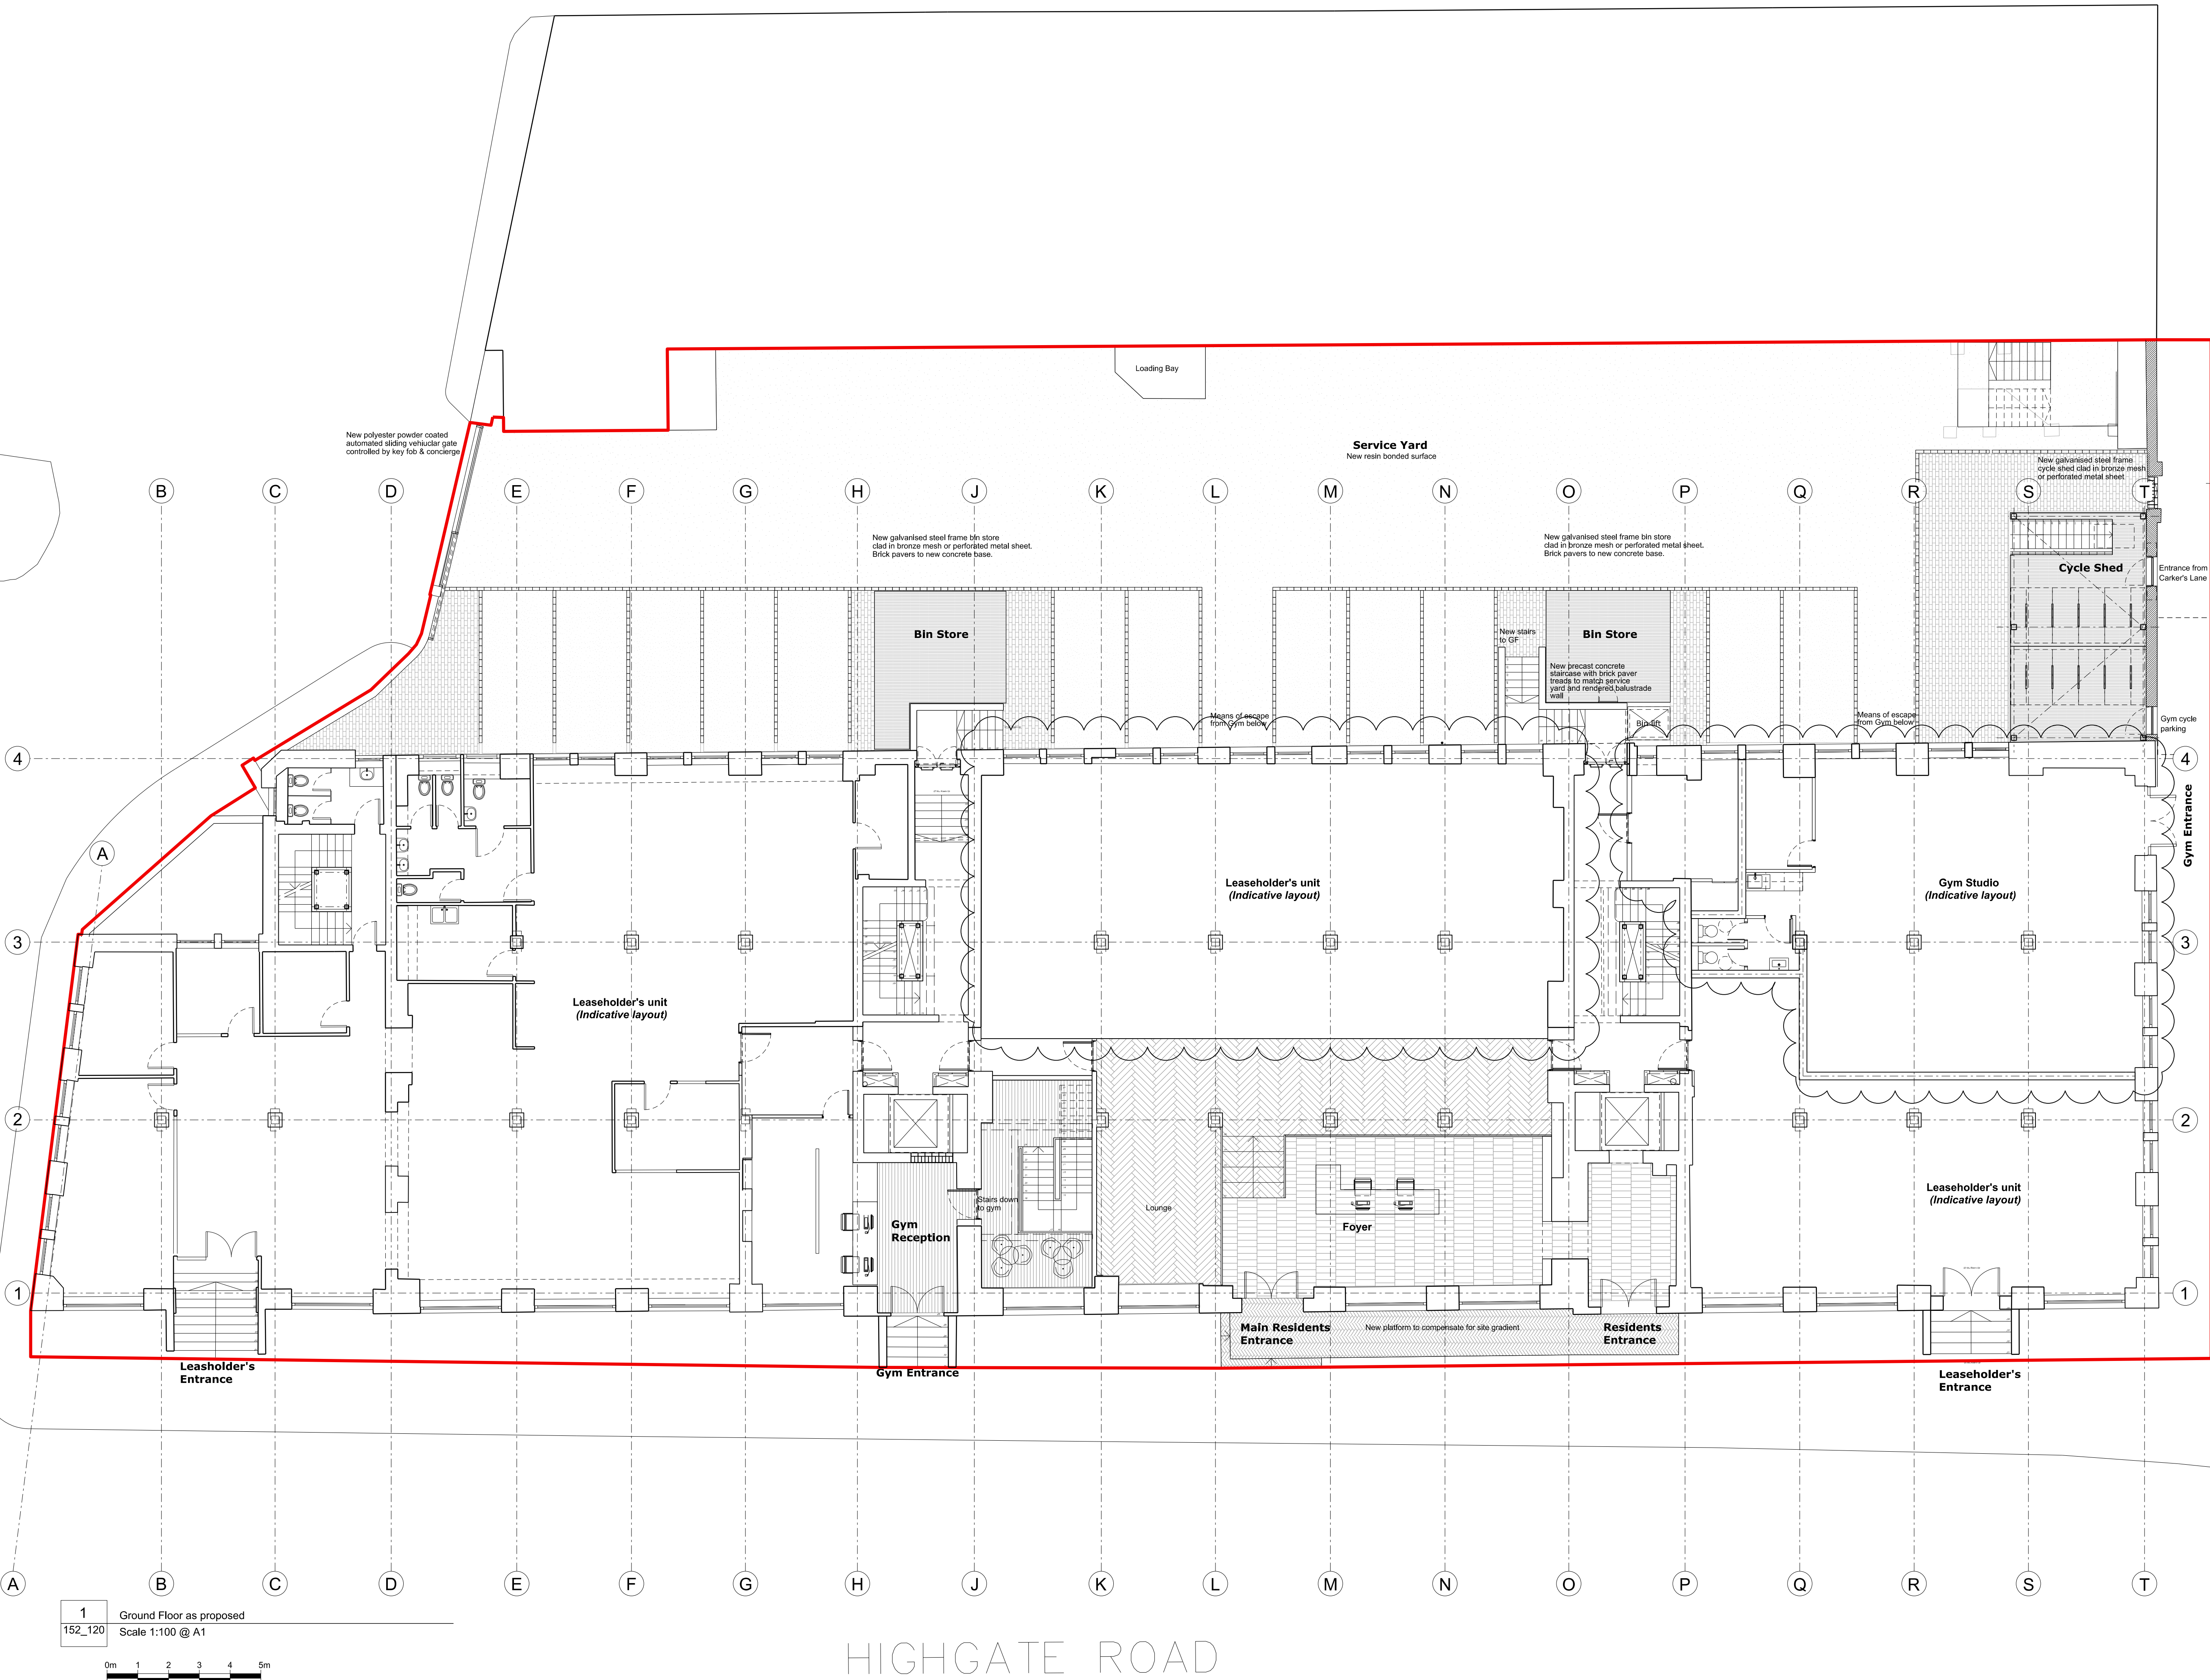 Loading Bay
New polyester powder coated
automated sliding vehiuclar gate
controlled by key fob & concierge
Service Yard
New resin bonded surface
New galvanised steel frame
cycle shed clad in bronze mesh
or perforated metal sheet
B
C
D
E
F
G
H
J
K
L
M
N
O
P
Q
R
S
T
New galvanised steel frame bin store
clad in bronze mesh or perforated metal sheet.
Brick pavers to new concrete base.
New galvanised steel frame bin store
clad in bronze mesh or perforated metal sheet.
Brick pavers to new concrete base.
Cycle Shed
Entrance from
Carker's Lane
Bin Store
New stairs
to GF
Bin Store
New precast concrete
staircase with brick paver
treads to match service
yard and rendered balustrade
wall
Means of escape
from Gym below
Bin lift
Means of escape
from Gym below
Gym cycle
parking
4
4
A
Gym Entrance
Leaseholder's unit
(Indicative layout)
Gym Studio
(Indicative layout)
3
3
Leaseholder's unit
(Indicative layout)
2
2
Stairs down
to gym
Lounge
Gym
Reception
Foyer
Leaseholder's unit
(Indicative layout)
1
1
Main Residents
Entrance
New platform to compensate for site gradient
Residents
Entrance
Leasholder's
Entrance
Gym Entrance
Leaseholder's
Entrance
A
B
C
D
E
F
G
H
J
K
L
M
N
O
P
Q
R
S
T
1
Ground Floor as proposed
152_120
Scale 1:100 @ A1
0m 1 2 3 4 5m
HIGHGATE ROAD